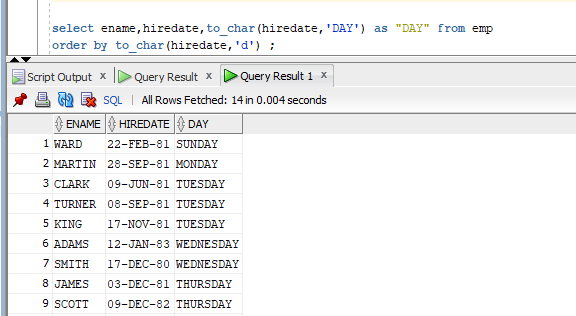 select ename,hiredate,to_char(hiredate,'DAY') as "DAY" from emp
order by to_char(hiredate,'d') ;
Script Output x Query Result x Query Result 1 x
SQL | All Rows Fetched: 14 in 0.004 seconds
ENAME HIREDATE DAY
1 WARD 22-FEB-81 SUNDAY
2 MARTIN 28-SEP-81 MONDAY
3 CLARK 09-JUN-81 TUESDAY
4 TURNER 08-SEP-81 TUESDAY
5 KING 17-NOV-81 TUESDAY
6 ADAMS 12-JAN-83 WEDNESDAY
7 SMITH 17-DEC-80 WEDNESDAY
8 JAMES 03-DEC-81 THURSDAY
9 SCOTT 09-DEC-82 THURSDAY